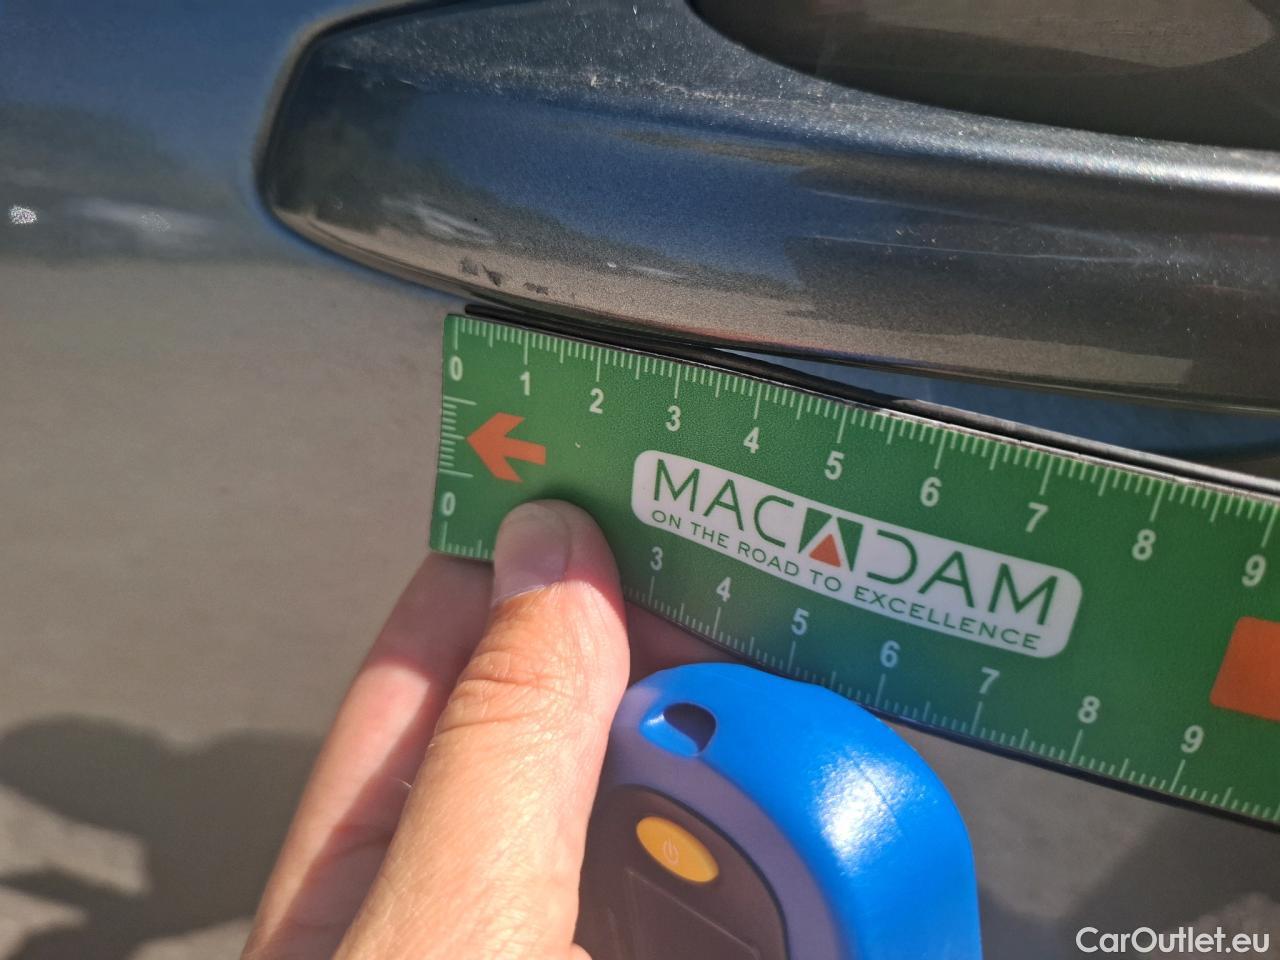 0 1 2 3 4 5 6 7 8 9
MACADAM
ON THE ROAD TO EXCELLENCE
0 3 4 5 6 7 8 9
CarOutlet.eu